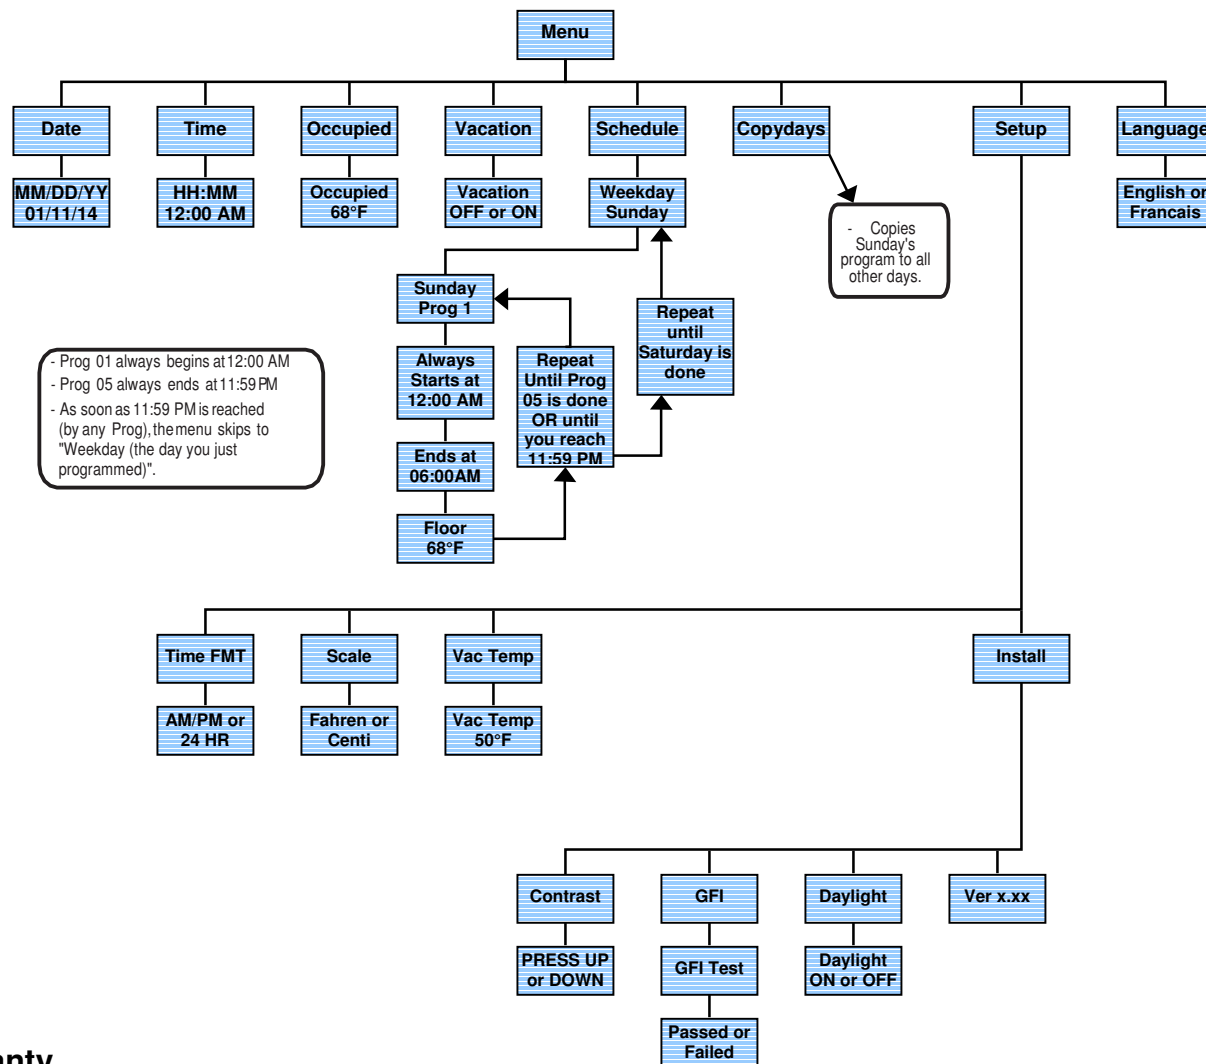 Menu
Date
Time
Occupied
Vacation
Schedule
Copydays
Setup
Language
MM/DD/YY
01/11/14
HH:MM
12:00 AM
Occupied
68°F
Vacation
OFF or ON
Weekday
Sunday
English or
Francais
- Copies
Sunday's
program to all
other days.
Sunday
Prog 1
Always
Starts at
12:00 AM
Ends at
06:00AM
Floor
68°F
Repeat
Until Prog
05 is done
OR until
you reach
11:59 PM
Repeat
until
Saturday is
done
- Prog 01 always begins at 12:00 AM
- Prog 05 always ends at 11:59 PM
- As soon as 11:59 PM is reached
(by any Prog), the menu skips to
"Weekday (the day you just
programmed)".
Time FMT
Scale
Vac Temp
Install
AM/PM or
24 HR
Fahren or
Centi
Vac Temp
50°F
Contrast
GFI
Daylight
Ver x.xx
PRESS UP
or DOWN
GFI Test
Daylight
ON or OFF
Passed or
Failed